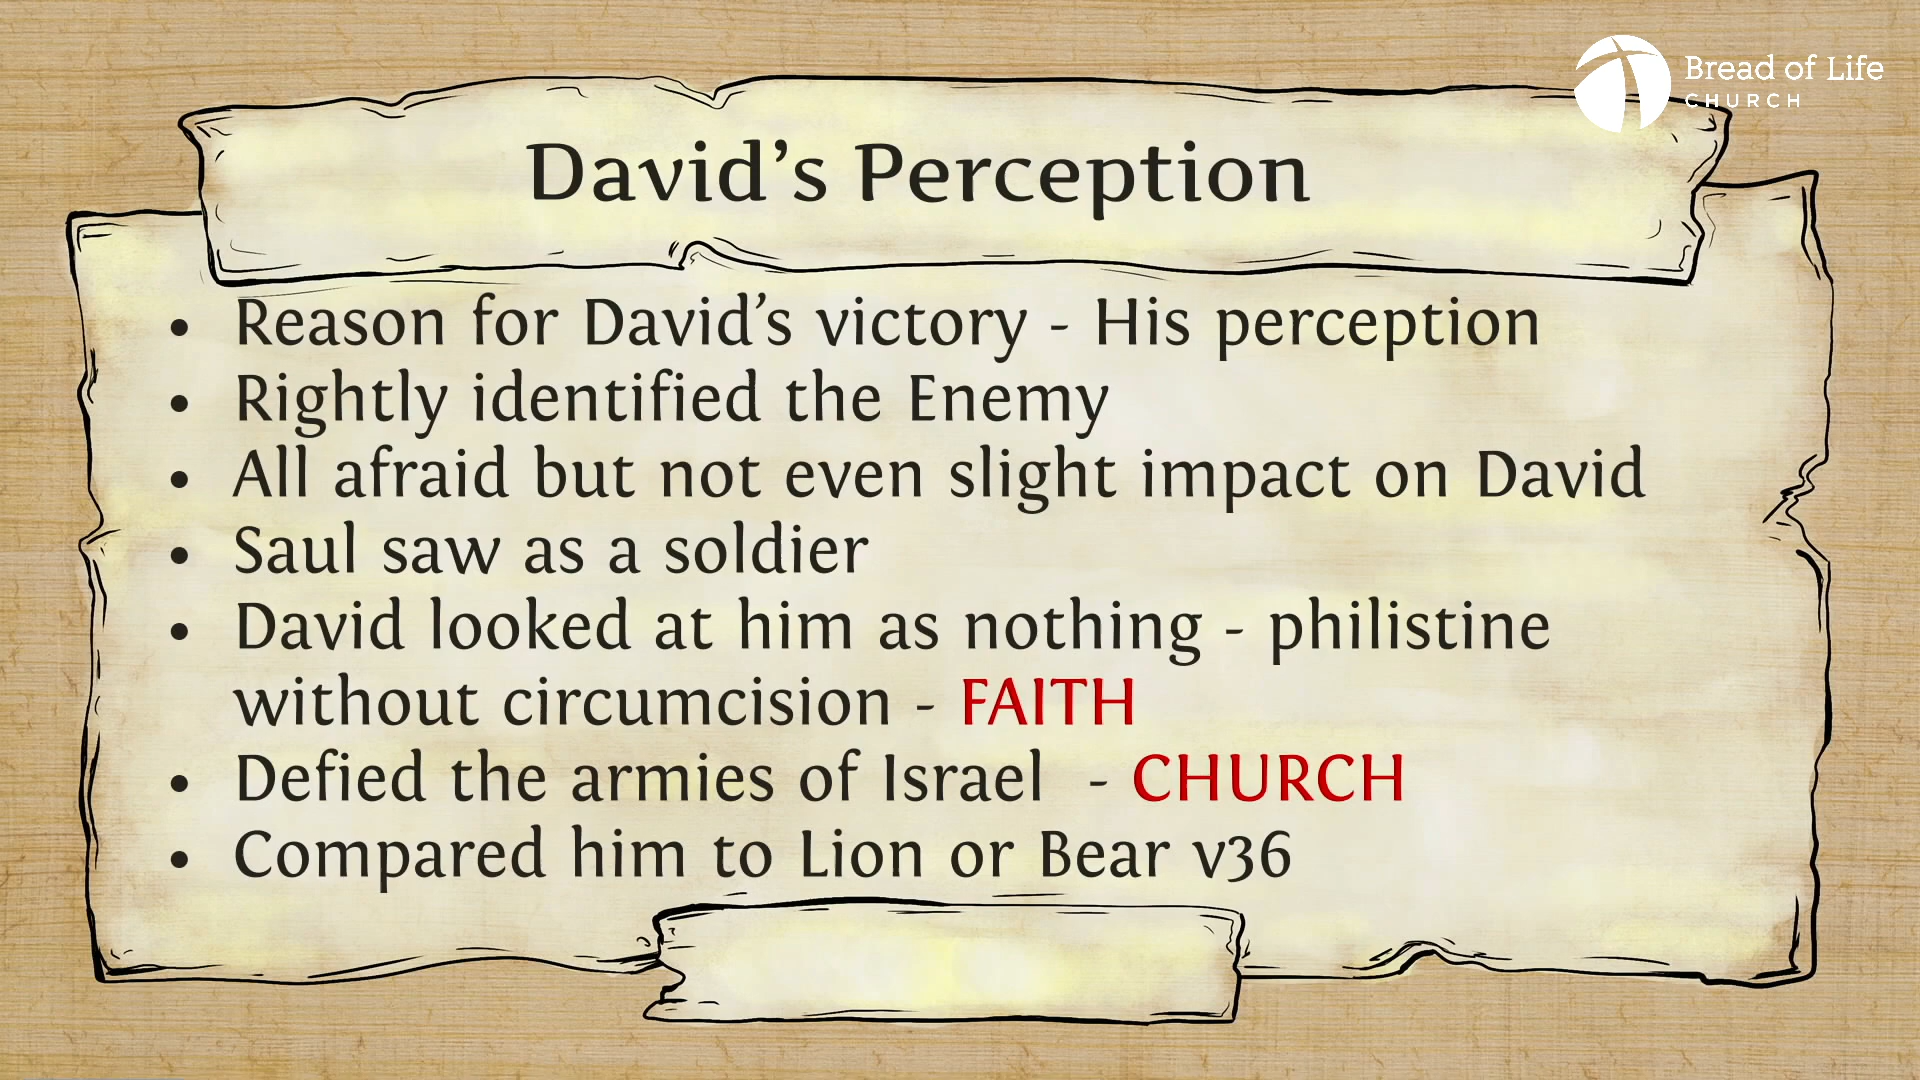 Bread of Life
CHURCH
David's Perception
• Reason for David's victory - His perception
• Rightly identified the Enemy
• All afraid but not even slight impact on David
• Saul saw as a soldier
• David looked at him as nothing - philistine
without circumcision - FAITH
• Defied the armies of Israel - CHURCH
• Compared him to Lion or Bear v36